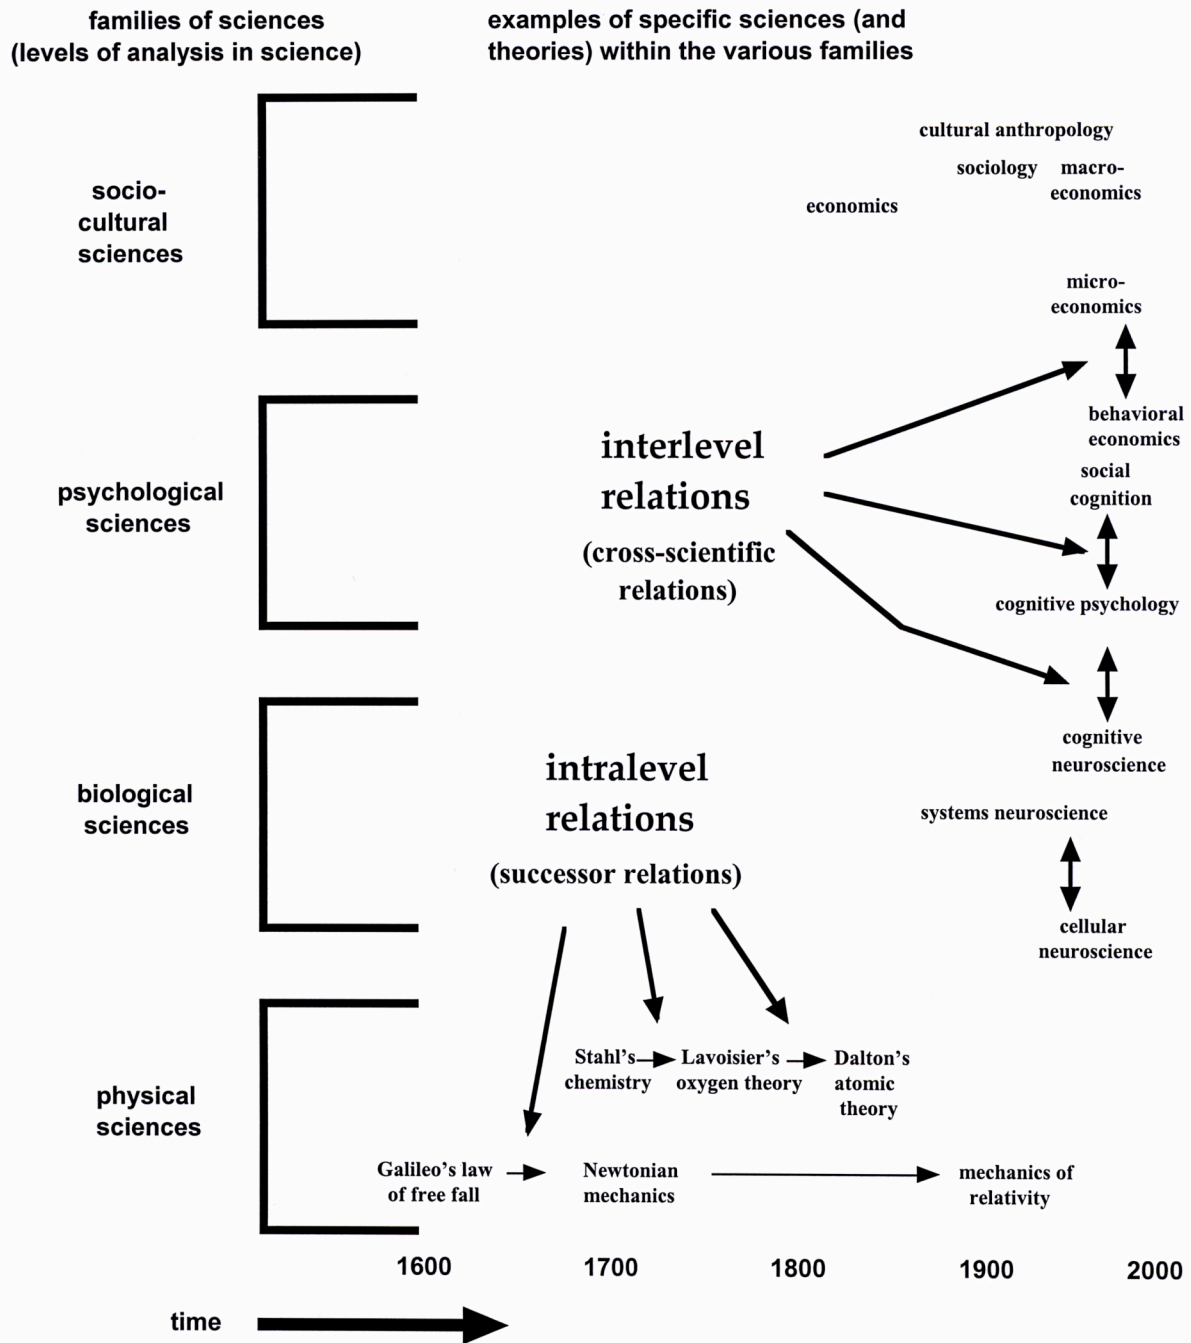 families of sciences
(levels of analysis in science)
examples of specific sciences (and
theories) within the various families
socio-
cultural
sciences
cultural anthropology
sociology
macro-
economics
economics
micro-
economics
psychological
sciences
interlevel
relations
(cross-scientific
relations)
behavioral
economics
social
cognition
cognitive psychology
biological
sciences
intralevel
relations
(successor relations)
cognitive
neuroscience
systems neuroscience
cellular
neuroscience
physical
sciences
Stahl's
chemistry
Lavoisier's
oxygen theory
Dalton's
atomic
theory
Galileo's law
of free fall
Newtonian
mechanics
mechanics of
relativity
1600 1700 1800 1900 2000
time